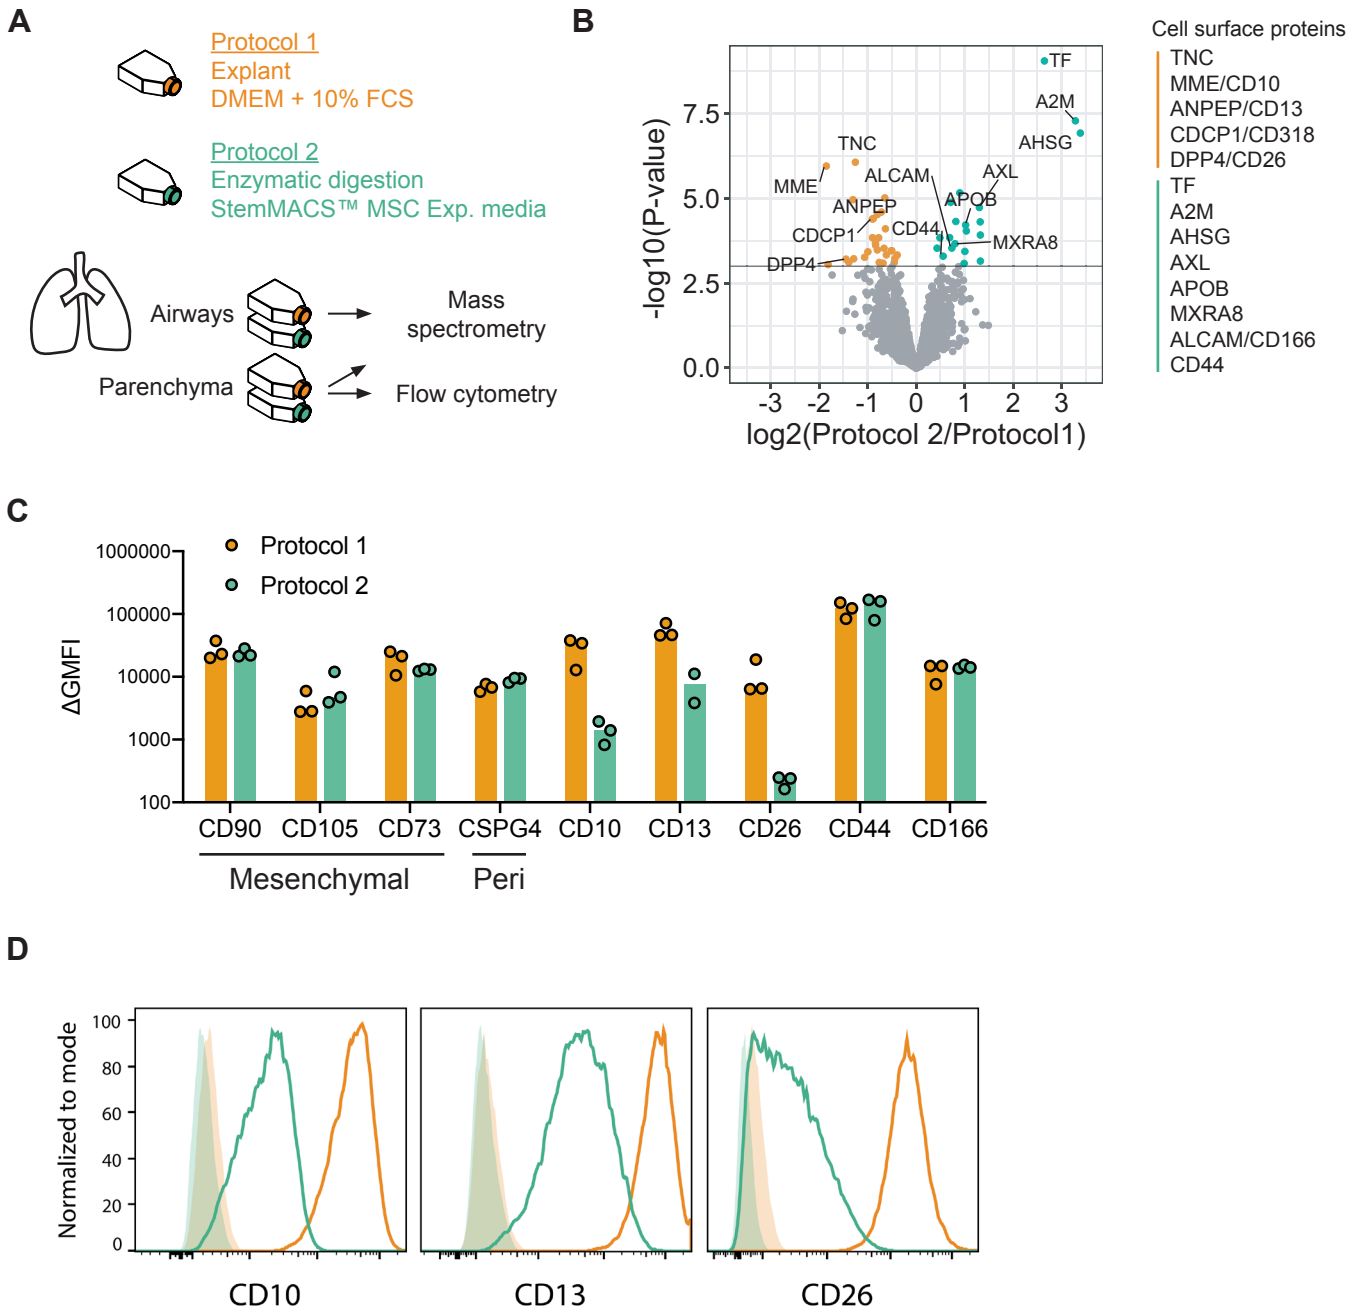 A
Protocol 1
Explant
DMEM + 10% FCS
Protocol 2
Enzymatic digestion
StemMACS™ MSC Exp. media
Airways
Mass
spectrometry
Parenchyma
Flow cytometry
B
-log10(P-value)
7.5
5.0
2.5
0.0
TF
A2M
AHSG
TNC
MME
ALCAM
AXL
ANPEP
APOB
CDCP1
CD44
MXRA8
DPP4
-3 -2 -1 0 1 2 3
log2(Protocol 2/Protocol1)
Cell surface proteins
TNC
MME/CD10
ANPEP/CD13
CDCP1/CD318
DPP4/CD26
TF
A2M
AHSG
AXL
APOB
MXRA8
ALCAM/CD166
CD44
C
Protocol 1
Protocol 2
ΔGMFI
1000000
100000
10000
1000
100
CD90 CD105 CD73 CSPG4 CD10 CD13 CD26 CD44 CD166
Mesenchymal Peri
D
Normalized to mode
100
80
60
40
20
0
CD10 CD13 CD26